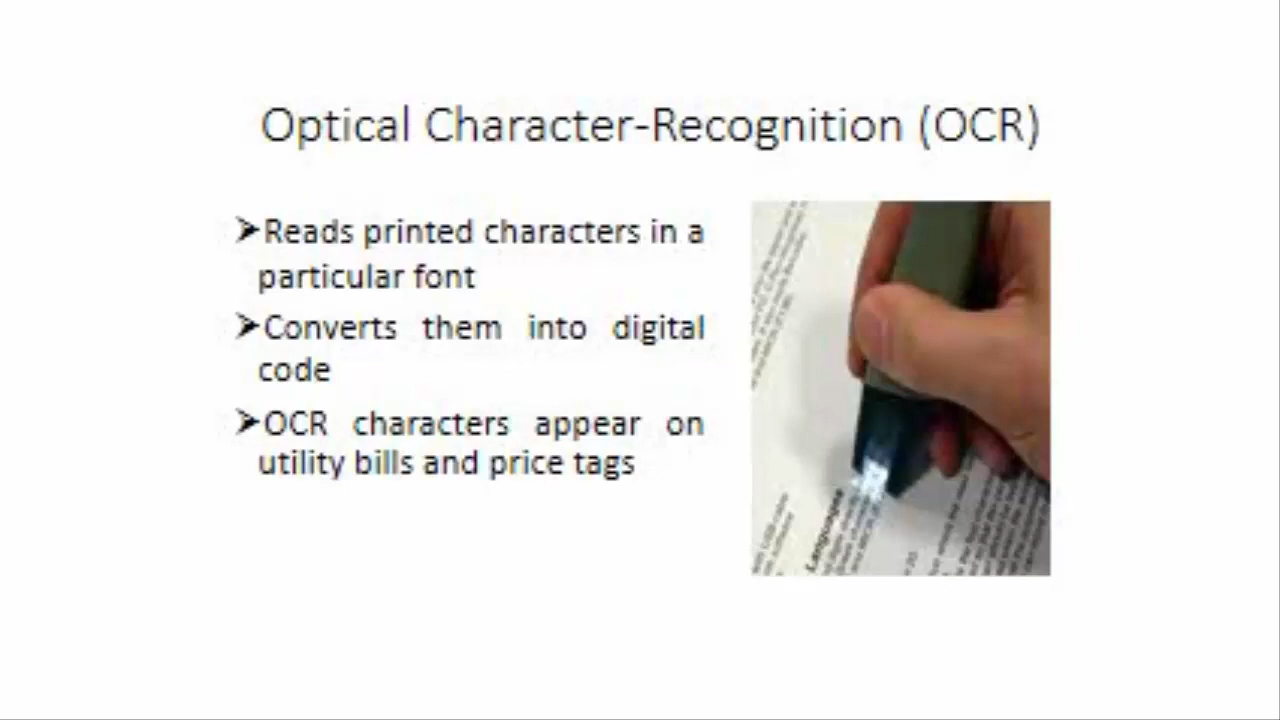 Optical Character-Recognition (OCR)
➢Reads printed characters in a
particular font
➢Converts them into digital
code
➢OCR characters appear on
utility bills and price tags
Languages